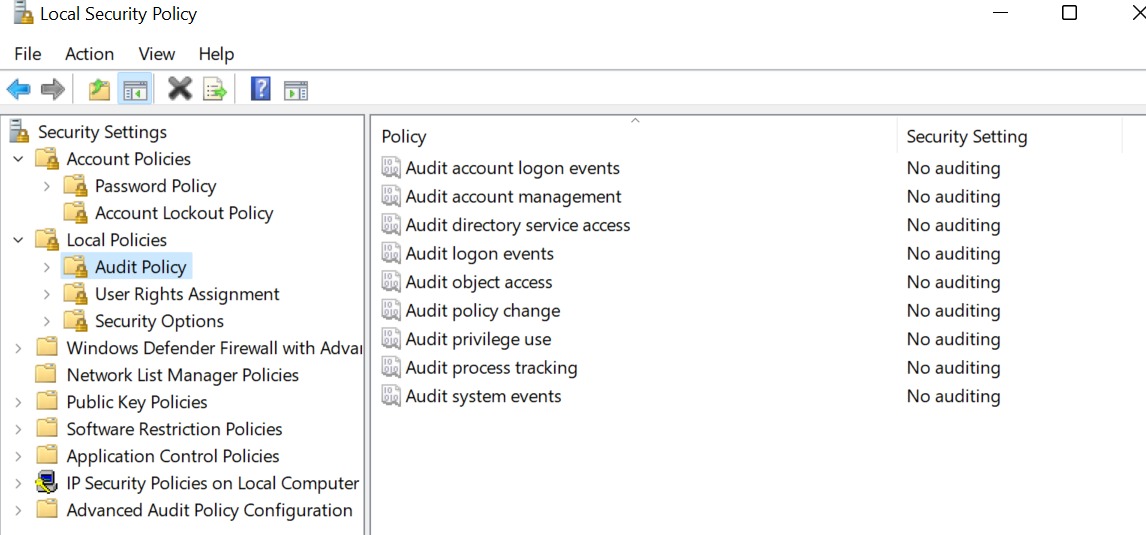 Local Security Policy
File Action View Help
Security Settings
Account Policies
Password Policy
Account Lockout Policy
Local Policies
Audit Policy
User Rights Assignment
Security Options
Windows Defender Firewall with Adva
Network List Manager Policies
Public Key Policies
Software Restriction Policies
Application Control Policies
IP Security Policies on Local Computer
Advanced Audit Policy Configuration
Policy Security Setting
Audit account logon events No auditing
Audit account management No auditing
Audit directory service access No auditing
Audit logon events No auditing
Audit object access No auditing
Audit policy change No auditing
Audit privilege use No auditing
Audit process tracking No auditing
Audit system events No auditing